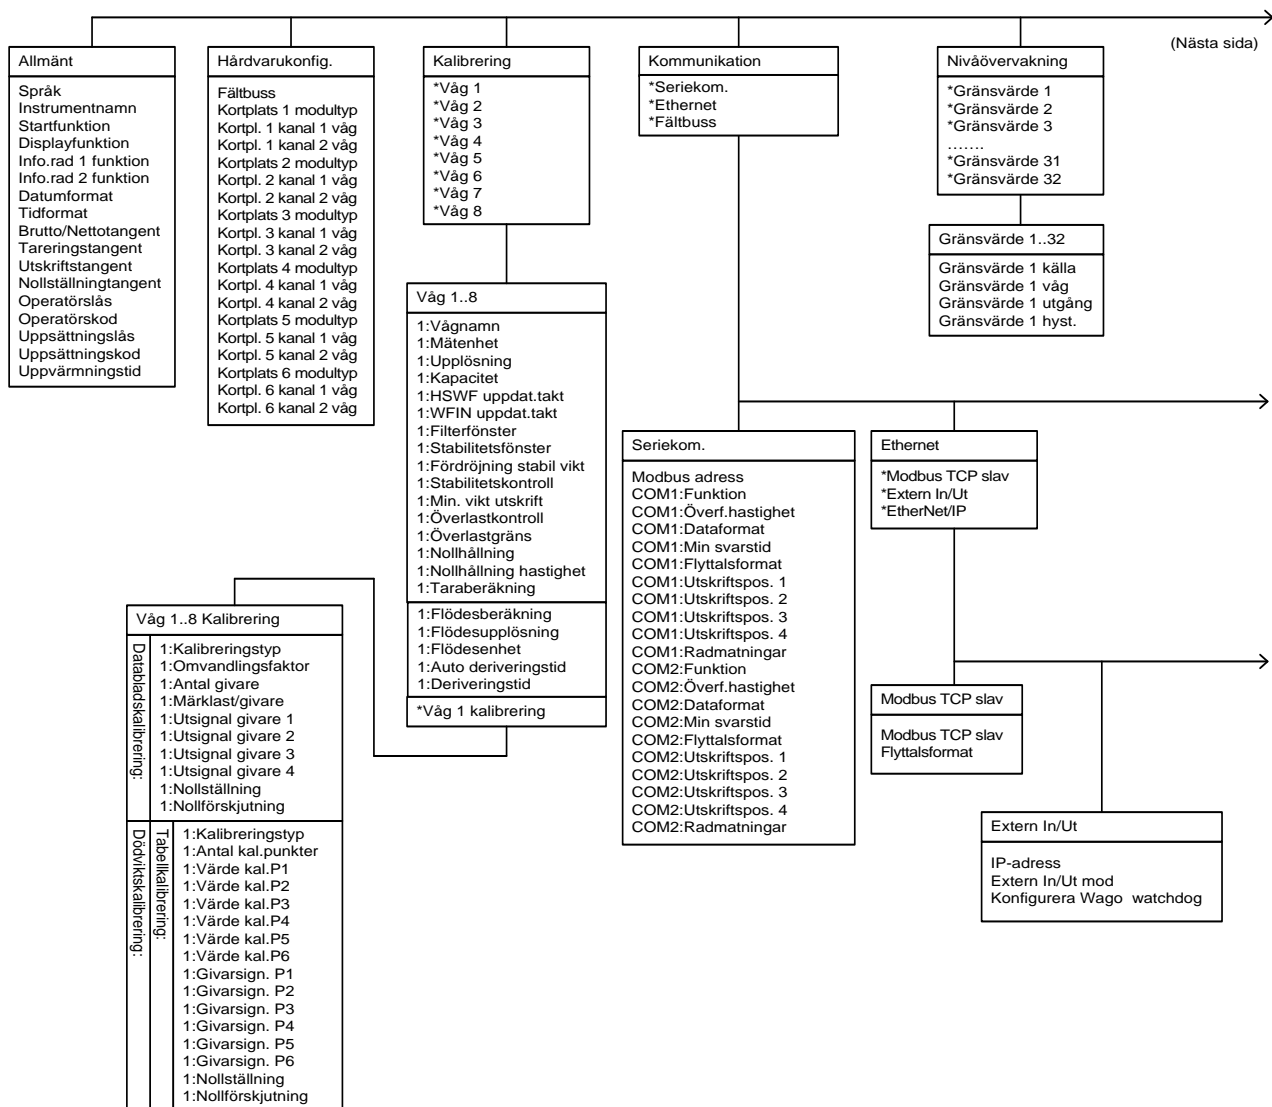 (Nästa sida)
Allmänt
Språk
Instrumentnamn
Startfunktion
Displayfunktion
Info.rad 1 funktion
Info.rad 2 funktion
Datumformat
Tidformat
Brutto/Nettotangent
Tareringstangent
Utskriftstangent
Nollställningtangent
Operatörslås
Operatörskod
Uppsättningslås
Uppsättningskod
Uppvärmningstid
Hårdvarukonfig.
Fältbuss
Kortplats 1 modultyp
Kortpl. 1 kanal 1 våg
Kortpl. 1 kanal 2 våg
Kortplats 2 modultyp
Kortpl. 2 kanal 1 våg
Kortpl. 2 kanal 2 våg
Kortplats 3 modultyp
Kortpl. 3 kanal 1 våg
Kortpl. 3 kanal 2 våg
Kortplats 4 modultyp
Kortpl. 4 kanal 1 våg
Kortpl. 4 kanal 2 våg
Kortplats 5 modultyp
Kortpl. 5 kanal 1 våg
Kortpl. 5 kanal 2 våg
Kortplats 6 modultyp
Kortpl. 6 kanal 1 våg
Kortpl. 6 kanal 2 våg
Kalibrering
*Våg 1
*Våg 2
*Våg 3
*Våg 4
*Våg 5
*Våg 6
*Våg 7
*Våg 8
Kommunikation
*Seriekom.
*Ethernet
*Fältbuss
Nivåövervakning
*Gränsvärde 1
*Gränsvärde 2
*Gränsvärde 3
.......
*Gränsvärde 31
*Gränsvärde 32
Gränsvärde 1..32
Gränsvärde 1 källa
Gränsvärde 1 våg
Gränsvärde 1 utgång
Gränsvärde 1 hyst.
Våg 1..8
1:Vågnamn
1:Mätenhet
1:Upplösning
1:Kapacitet
1:HSWF uppdat.takt
1:WFIN uppdat.takt
1:Filterfönster
1:Stabilitetsfönster
1:Fördröjning stabil vikt
1:Stabilitetskontroll
1:Min. vikt utskrift
1:Överlastkontroll
1:Överlastgräns
1:Nollhållning
1:Nollhållning hastighet
1:Taraberäkning
1:Flödesberäkning
1:Flödesupplösning
1:Flödesenhet
1:Auto deriveringstid
1:Deriveringstid
*Våg 1 kalibrering
Våg 1..8 Kalibrering
Databladskalibrering:
1:Kalibreringstyp
1:Omvandlingsfaktor
1:Antal givare
1:Märklast/givare
1:Utsignal givare 1
1:Utsignal givare 2
1:Utsignal givare 3
1:Utsignal givare 4
1:Nollställning
1:Nollförskjutning
Dödviktskalibrering:
Tabellkalibrering:
1:Kalibreringstyp
1:Antal kal.punkter
1:Värde kal.P1
1:Värde kal.P2
1:Värde kal.P3
1:Värde kal.P4
1:Värde kal.P5
1:Värde kal.P6
1:Givarsign. P1
1:Givarsign. P2
1:Givarsign. P3
1:Givarsign. P4
1:Givarsign. P5
1:Givarsign. P6
1:Nollställning
1:Nollförskjutning
Seriekom.
Modbus adress
COM1:Funktion
COM1:Överf.hastighet
COM1:Dataformat
COM1:Min svarstid
COM1:Flyttalsformat
COM1:Utskriftspos. 1
COM1:Utskriftspos. 2
COM1:Utskriftspos. 3
COM1:Utskriftspos. 4
COM1:Radmatningar
COM2:Funktion
COM2:Överf.hastighet
COM2:Dataformat
COM2:Min svarstid
COM2:Flyttalsformat
COM2:Utskriftspos. 1
COM2:Utskriftspos. 2
COM2:Utskriftspos. 3
COM2:Utskriftspos. 4
COM2:Radmatningar
Ethernet
*Modbus TCP slav
*Extern In/Ut
*EtherNet/IP
Modbus TCP slav
Modbus TCP slav
Flyttalsformat
Extern In/Ut
IP-adress
Extern In/Ut mod
Konfigurera Wago watchdog